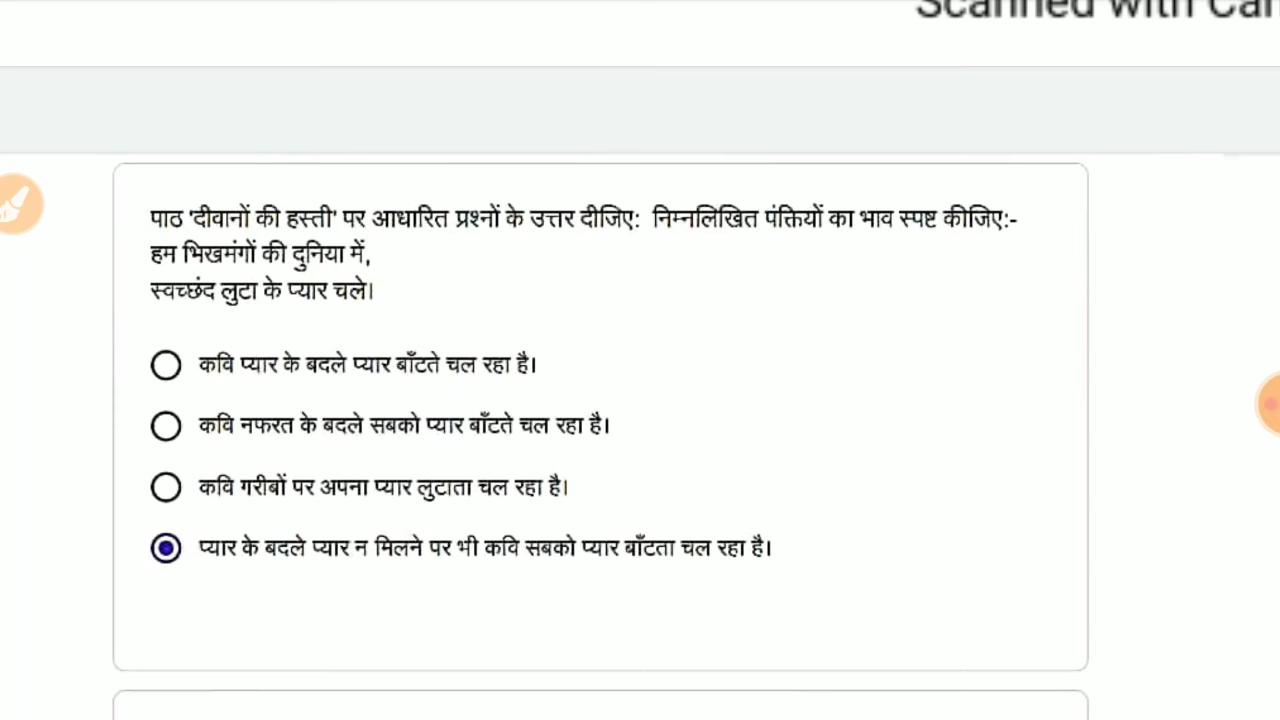 Scanned with Cam
पाठ 'दीवानों की हस्ती' पर आधारित प्रश्नों के उत्तर दीजिए: निम्नलिखित पंक्तियों का भाव स्पष्ट कीजिए:-
हम भिखमंगों की दुनिया में,
स्वच्छंद लुटा के प्यार चले।
कवि प्यार के बदले प्यार बाँटते चल रहा है।
कवि नफरत के बदले सबको प्यार बाँटते चल रहा है।
कवि गरीबों पर अपना प्यार लुटाता चल रहा है।
प्यार के बदले प्यार न मिलने पर भी कवि सबको प्यार बाँटता चल रहा है।